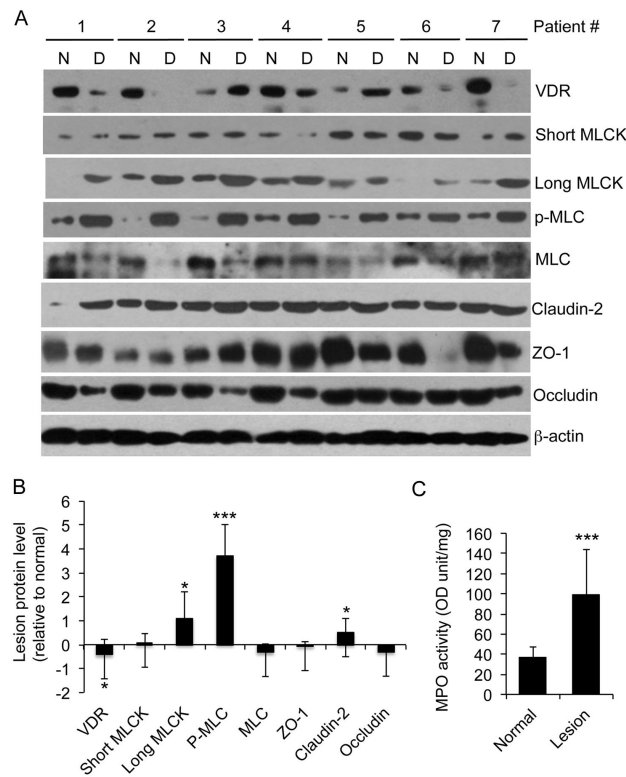 A
1 2 3 4 5 6 7 Patient #
N D N D N D N D N D N D N D
VDR
Short MLCK
Long MLCK
p-MLC
MLC
Claudin-2
ZO-1
Occludin
β-actin
B
Lesion protein level
(relative to normal)
6
5
4
3
2
1
0
-1
-2
*
*
***
*
VDR
Short MLCK
Long MLCK
P-MLC
MLC
ZO-1
Claudin-2
Occludin
C
MPO activity (OD unit/mg)
160
140
120
100
80
60
40
20
0
***
Normal
Lesion